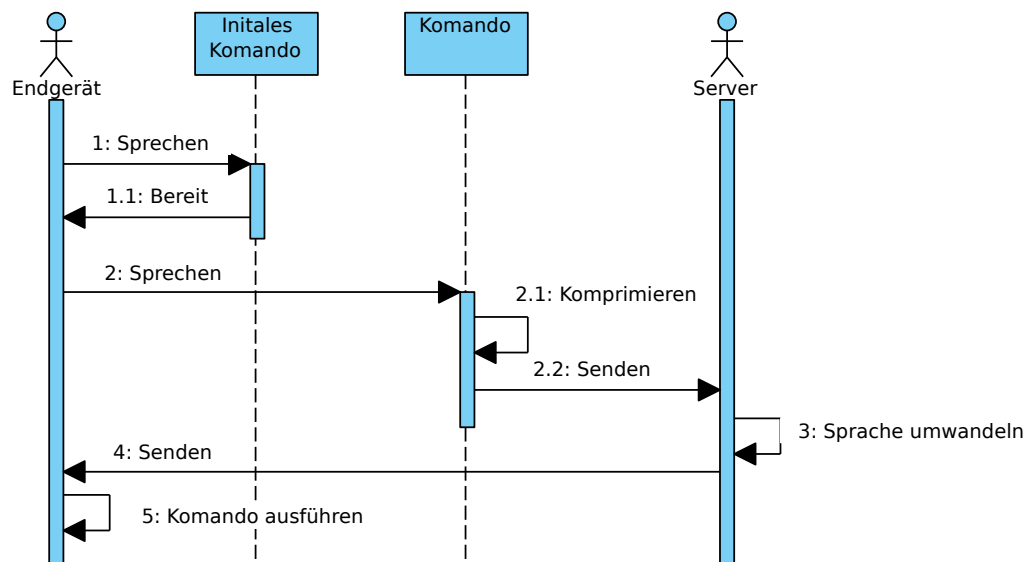 Initales
Komando
Komando
Endgerät
Server
1: Sprechen
1.1: Bereit
2: Sprechen
2.1: Komprimieren
2.2: Senden
3: Sprache umwandeln
4: Senden
5: Komando ausführen